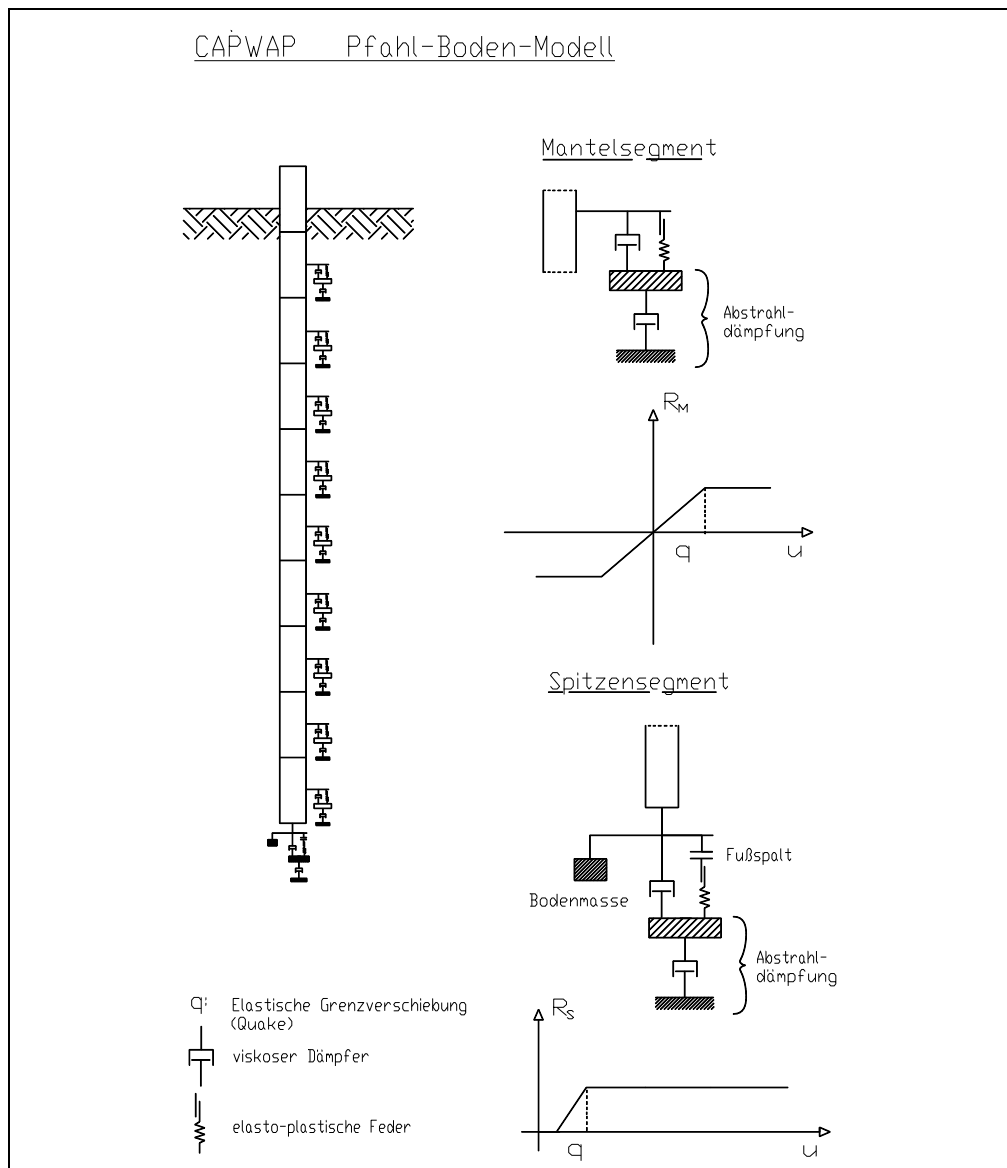 CAPWAP Pfahl-Boden-Modell
Mantelsegment
Abstrahl-
dämpfung
R_M
q
u
Spitzensegment
Fußspalt
Bodenmasse
Abstrahl-
dämpfung
R_S
q
u
q: Elastische Grenzverschiebung
(Quake)
viskoser Dämpfer
elasto-plastische Feder